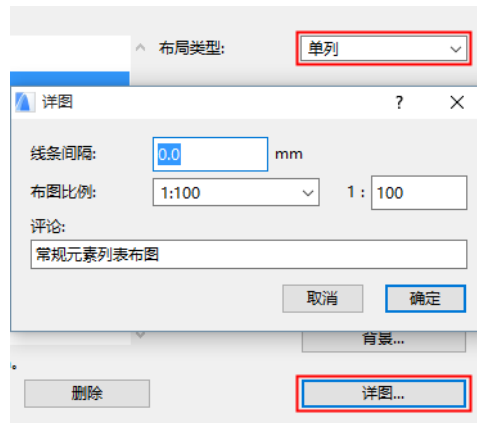 布局类型: 单列
详图 ?
线条间隔: 0.0 mm
布图比例: 1:100 1: 100
评论:
常规元素列表布图
取消 确定
背景...
。
删除 详图...